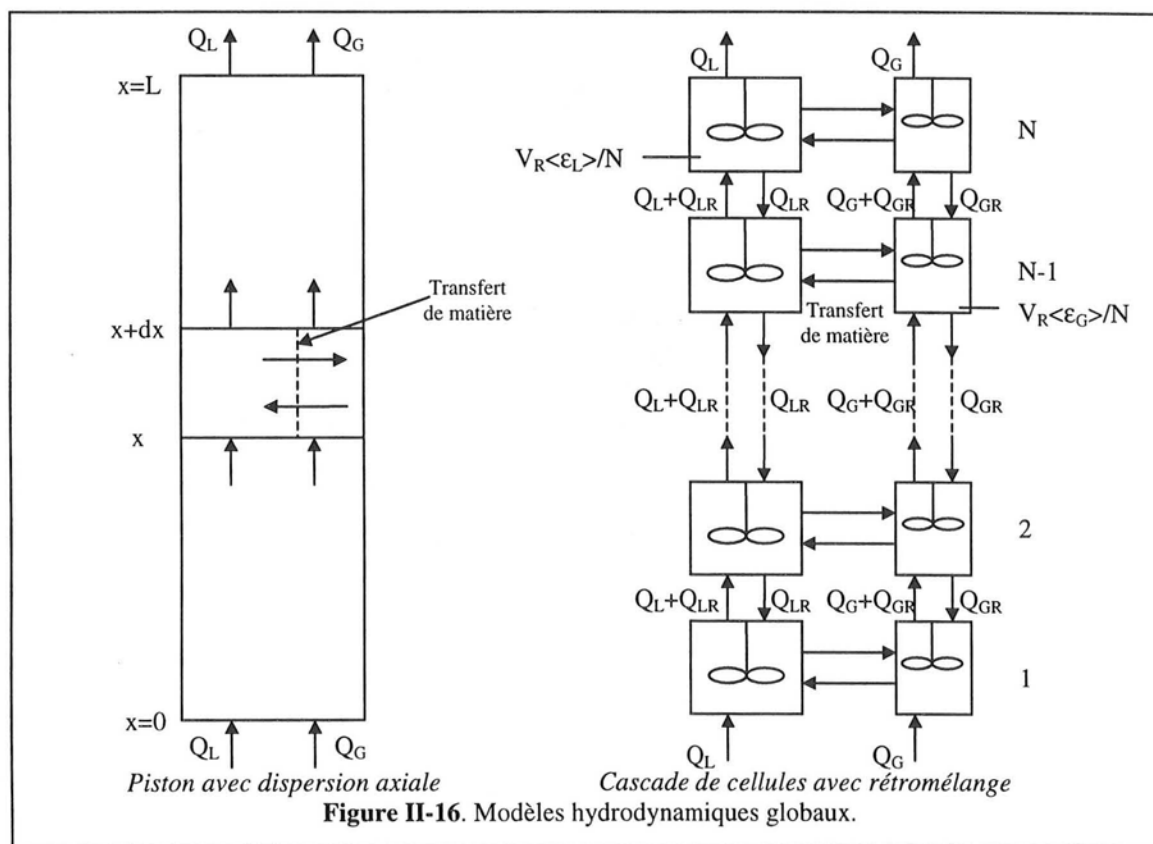 Q_L Q_G
x=L
x+dx
Transfert
de matière
x
x=0
Q_L Q_G
Piston avec dispersion axiale
Q_L Q_G
N
V_R<ε_L>/N
Q_L+Q_LR Q_LR Q_G+Q_GR Q_GR
N-1
Transfert
de matière
V_R<ε_G>/N
Q_L+Q_LR Q_LR Q_G+Q_GR Q_GR
2
Q_L+Q_LR Q_LR Q_G+Q_GR Q_GR
1
Q_L Q_G
Cascade de cellules avec rétromélange
Figure II-16. Modèles hydrodynamiques globaux.